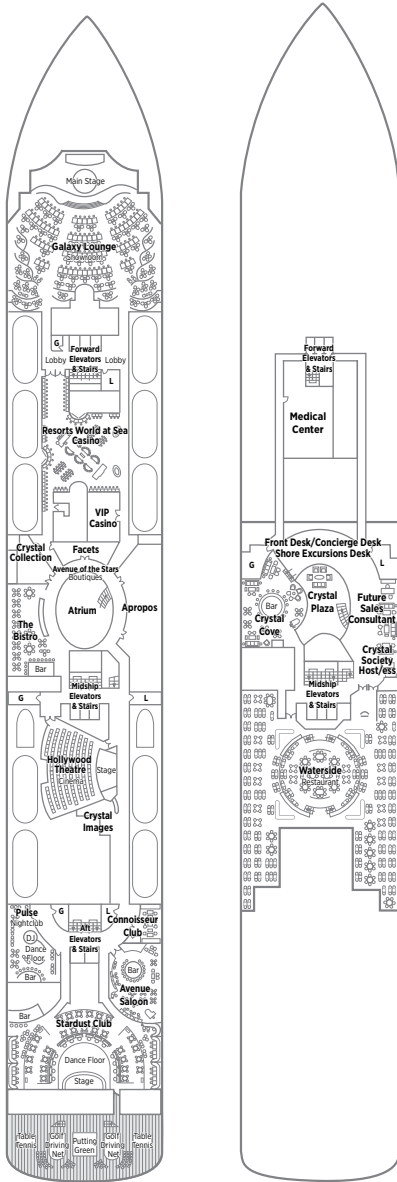 Main Stage
Galaxy Lounge
Showroom
G
Lobby
Forward
Elevators
& Stairs
Lobby
L
Resorts World at Sea
Casino
VIP
Casino
Crystal
Collection
Facets
Avenue of the Stars
Boutiques
Atrium
Apropos
The
Bistro
Bar
G
Midship
Elevators
& Stairs
L
Hollywood
Theatre
Cinema
Stage
Crystal
Images
Pulse
Nightclub
DJ
Dance
Floor
Bar
G
L
Aft
Elevators
& Stairs
Connoisseur
Club
Bar
Avenue
Saloon
Bar
Stardust Club
Dance Floor
Stage
Table
Tennis
Golf
Driving
Net
Putting
Green
Golf
Driving
Net
Table
Tennis
Forward
Elevators
& Stairs
Medical
Center
Front Desk/Concierge Desk
Shore Excursions Desk
G
L
Bar
Crystal
Cove
Crystal
Plaza
Future
Sales
Consultant
Crystal
Society
Host/ess
Midship
Elevators
& Stairs
Waterside
Restaurant